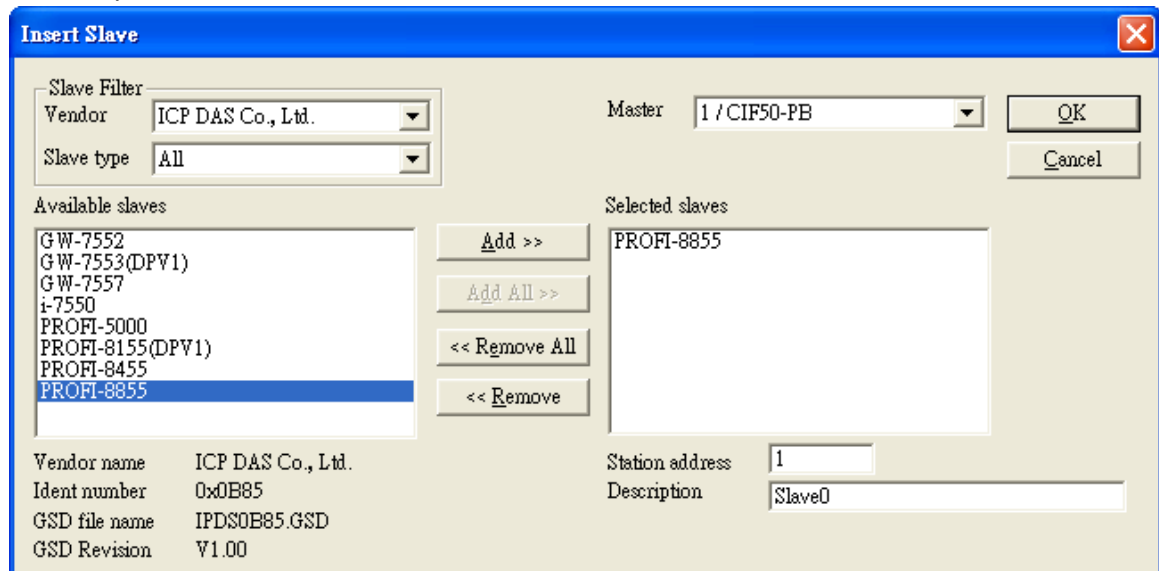 Insert Slave
Slave Filter
Vendor ICP DAS Co., Ltd.
Slave type All
Master 1 / CIF50-PB
OK
Cancel
Available slaves
GW-7552
GW-7553(DPV1)
GW-7557
i-7550
PROFI-5000
PROFI-8155(DPV1)
PROFI-8455
PROFI-8855
Add >>
Add All >>
<< Remove All
<< Remove
Selected slaves
PROFI-8855
Vendor name ICP DAS Co., Ltd.
Ident number 0x0B85
GSD file name IPDS0B85.GSD
GSD Revision V1.00
Station address 1
Description Slave0